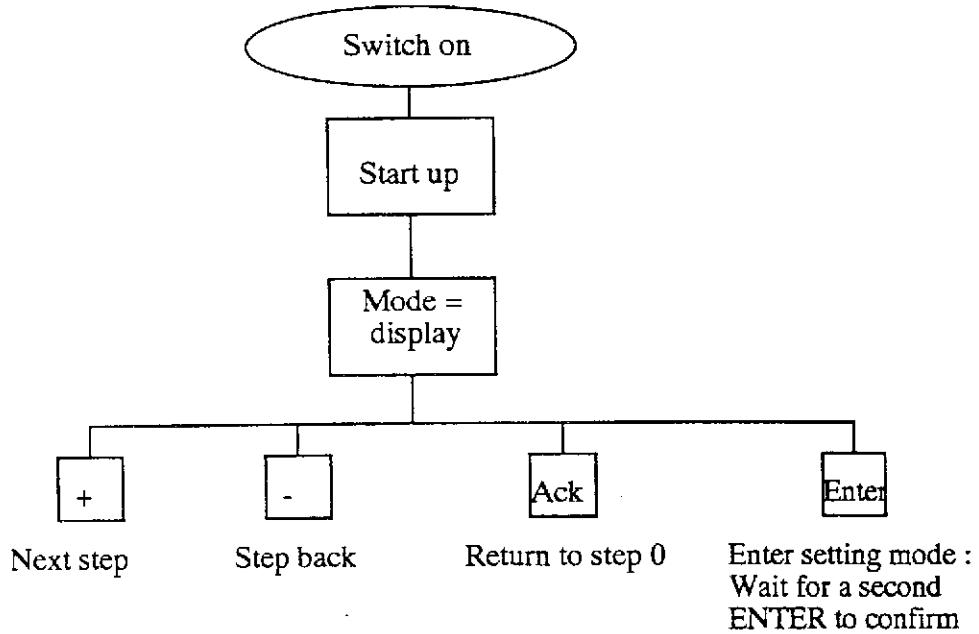 Switch on
Start up
Mode =
display
+
-
Ack
Enter
Next step
Step back
Return to step 0
Enter setting mode :
Wait for a second
ENTER to confirm